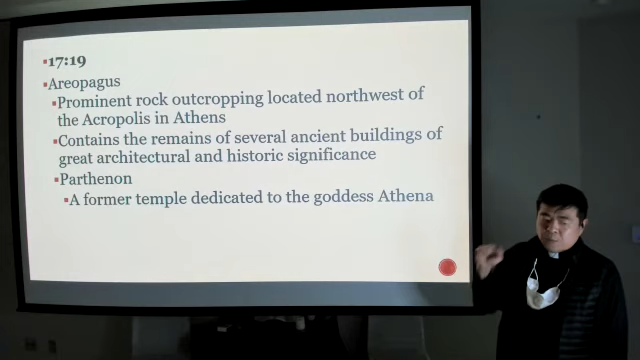 17:19
Areopagus
Prominent rock outcropping located northwest of
the Acropolis in Athens
Contains the remains of several ancient buildings of
great architectural and historic significance
Parthenon
A former temple dedicated to the goddess Athena